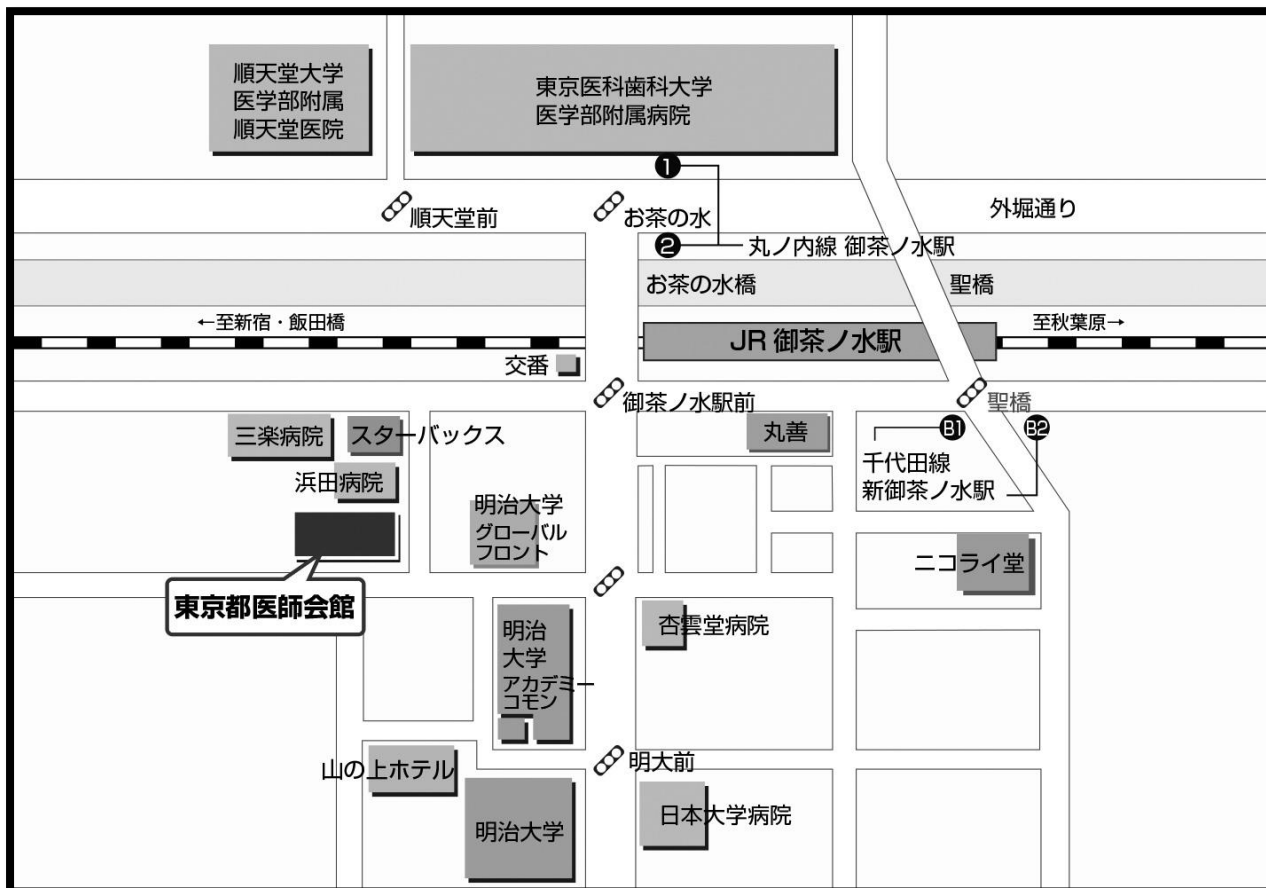 順天堂大学
医学部附属
順天堂医院
東京医科歯科大学
医学部附属病院
1
順天堂前
お茶の水
外堀通り
2
丸ノ内線 御茶ノ水駅
お茶の水橋
聖橋
←至新宿・飯田橋
JR 御茶ノ水駅
至秋葉原→
交番
御茶ノ水駅前
聖橋
三楽病院
スターバックス
丸善
B1
B2
千代田線
新御茶ノ水駅
浜田病院
明治大学
グローバル
フロント
ニコライ堂
東京都医師会館
明治
大学
アカデミー
コモン
杏雲堂病院
明大前
山の上ホテル
明治大学
日本大学病院